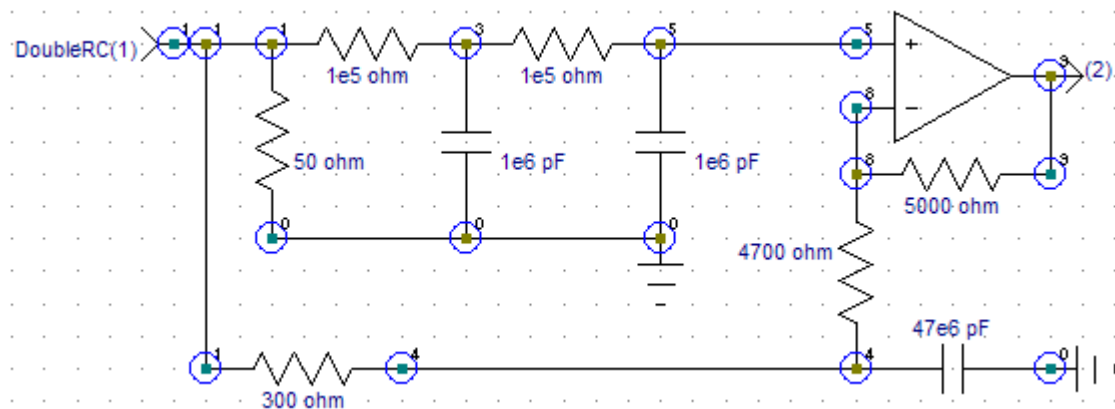 DoubleRC(1) 1 1 1 3 5 5 + 9 (2)
1e5 ohm 1e5 ohm
8 −
50 ohm 1e6 pF 1e6 pF 8 9
5000 ohm
0 0 0
4700 ohm
47e6 pF
1 4 4 0
300 ohm